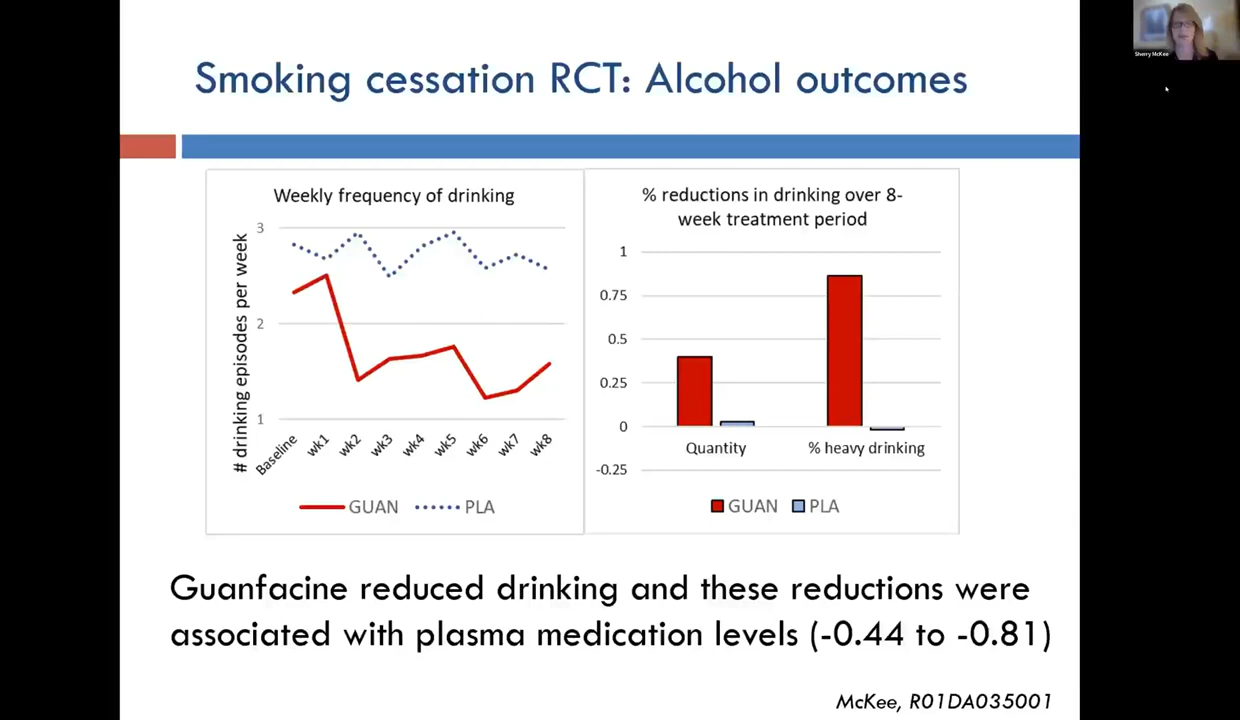 Sherry McKee
Smoking cessation RCT: Alcohol outcomes
Weekly frequency of drinking
# drinking episodes per week
3
2
1
Baseline
wk1
wk2
wk3
wk4
wk5
wk6
wk7
wk8
GUAN
PLA
% reductions in drinking over 8-
week treatment period
1
0.75
0.5
0.25
0
-0.25
Quantity
% heavy drinking
GUAN
PLA
Guanfacine reduced drinking and these reductions were
associated with plasma medication levels (-0.44 to -0.81)
McKee, R01DA035001